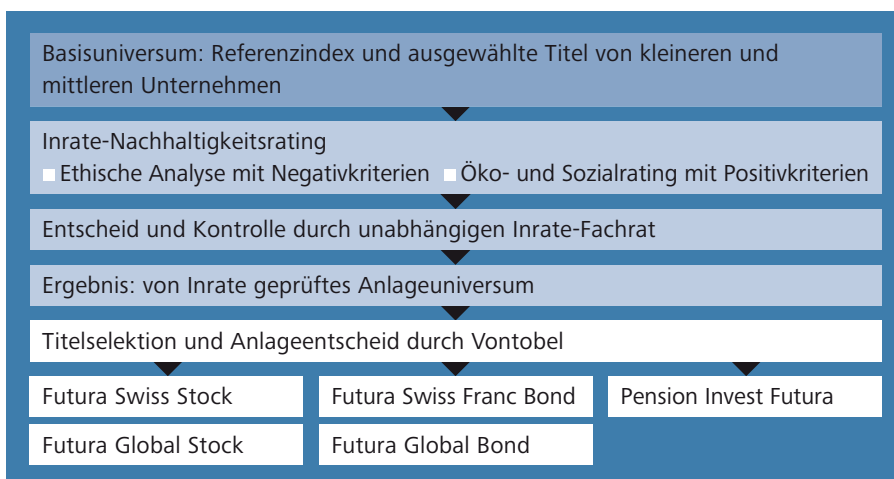 Basisuniversum: Referenzindex und ausgewählte Titel von kleineren und
mittleren Unternehmen
Inrate-Nachhaltigkeitsrating
Ethische Analyse mit Negativkriterien Öko- und Sozialrating mit Positivkriterien
Entscheid und Kontrolle durch unabhängigen Inrate-Fachrat
Ergebnis: von Inrate geprüftes Anlageuniversum
Titelselektion und Anlageentscheid durch Vontobel
Futura Swiss Stock Futura Swiss Franc Bond Pension Invest Futura
Futura Global Stock Futura Global Bond